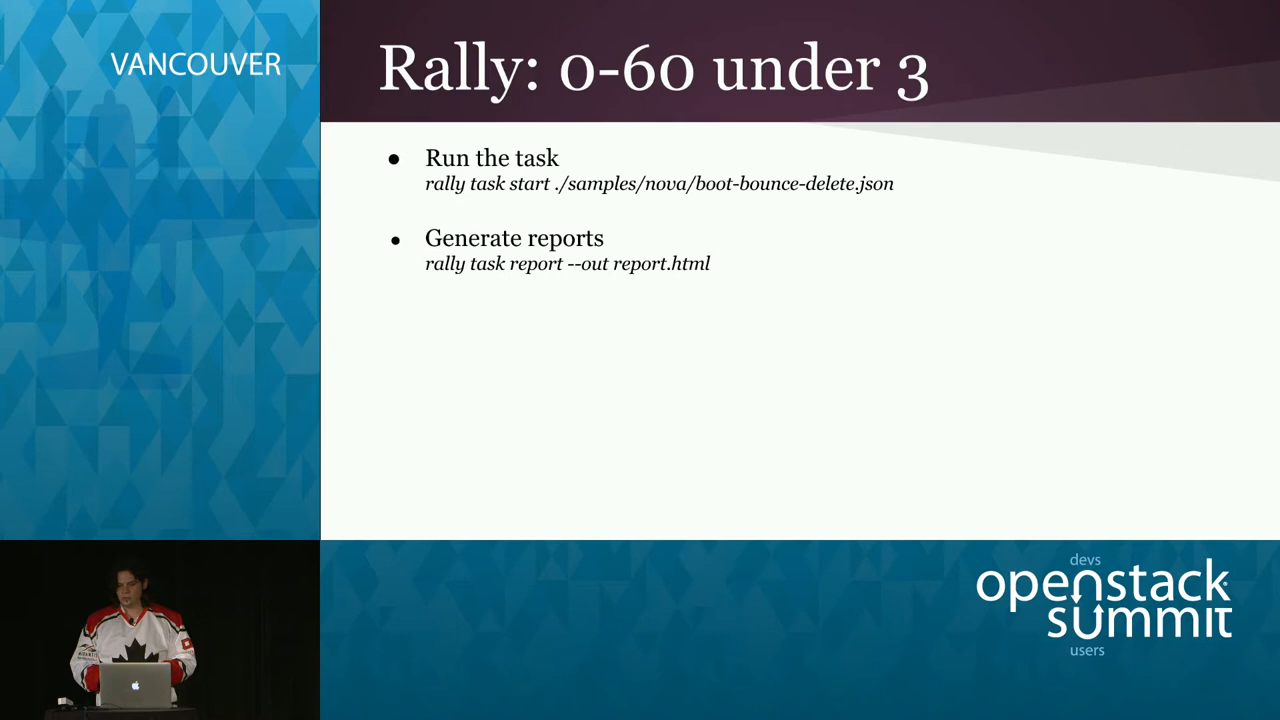 VANCOUVER
Rally: 0-60 under 3
● Run the task
rally task start ./samples/nova/boot-bounce-delete.json
● Generate reports
rally task report --out report.html
devs
openstack
summit
users